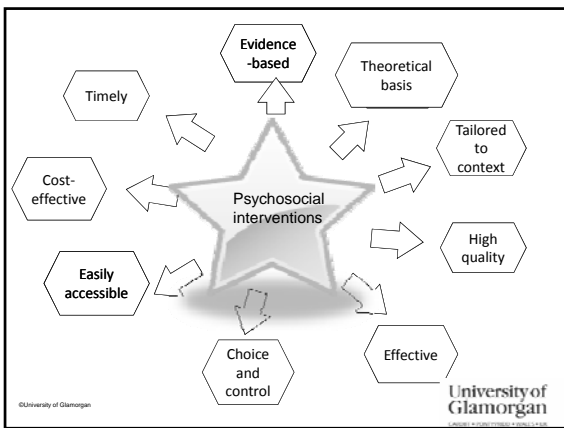 Evidence
-based
Theoretical
basis
Timely
Tailored
to
context
Cost-
effective
Psychosocial
interventions
High
quality
Easily
accessible
Choice
and
control
Effective
©University of Glamorgan
University of
Glamorgan